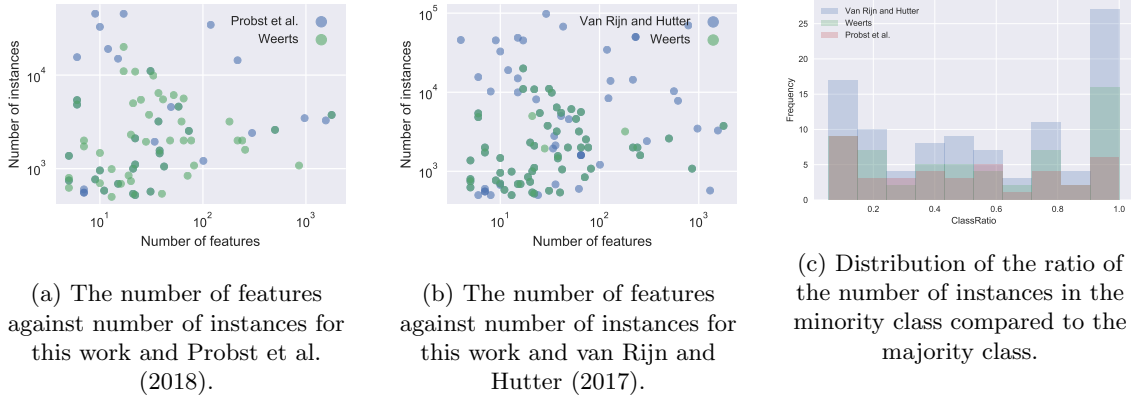 Probst et al.
Weerts
Number of instances
10^4
10^3
10^1 10^2 10^3
Number of features
(a) The number of features
against number of instances for
this work and Probst et al.
(2018).
Van Rijn and Hutter
Weerts
Number of instances
10^5
10^4
10^3
10^1 10^2 10^3
Number of features
(b) The number of features
against number of instances for
this work and van Rijn and
Hutter (2017).
Van Rijn and Hutter
Weerts
Probst et al.
Frequency
25
20
15
10
5
0
0.2 0.4 0.6 0.8 1.0
ClassRatio
(c) Distribution of the ratio of
the number of instances in the
minority class compared to the
majority class.